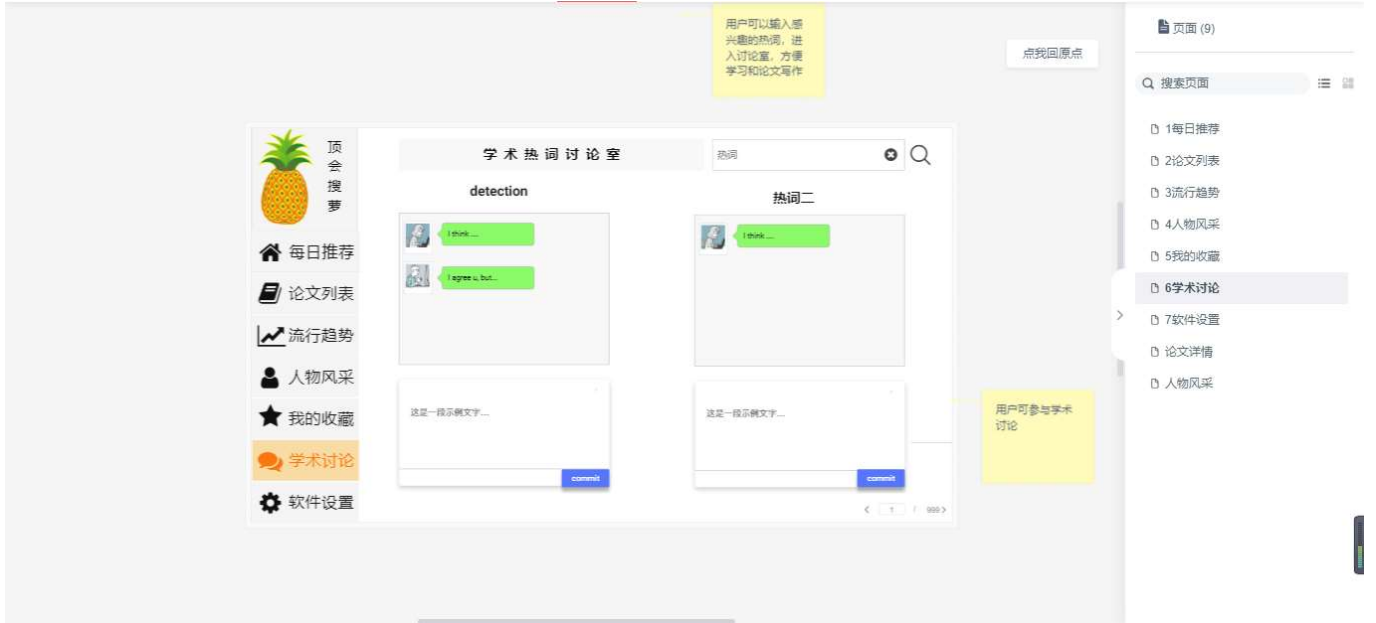 用户可以输入感
兴趣的热词，进
入讨论室，方便
学习和论文写作
点我回原点
顶
会
搜
萝
学术热词讨论室
热词
detection
热词二
I think.....
I agree u, but...
I think ...
每日推荐
论文列表
流行趋势
人物风采
我的收藏
学术讨论
软件设置
这是一段示例文字...
commit
这是一段示例文字...
commit
1 / 999
用户可参与学术
讨论
页面 (9)
搜索页面
1每日推荐
2论文列表
3流行趋势
4人物风采
5我的收藏
6学术讨论
7软件设置
论文详情
人物风采